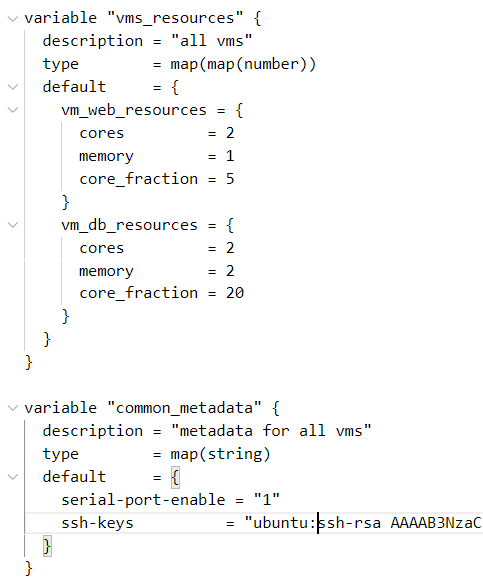 variable "vms_resources" {
  description = "all vms"
  type        = map(map(number))
  default     = {
    vm_web_resources = {
      cores         = 2
      memory        = 1
      core_fraction = 5
    }
    vm_db_resources = {
      cores         = 2
      memory        = 2
      core_fraction = 20
    }
  }
}

variable "common_metadata" {
  description = "metadata for all vms"
  type        = map(string)
  default     = {
    serial-port-enable = "1"
    ssh-keys          = "ubuntu:ssh-rsa AAAAB3NzaC
  }
}